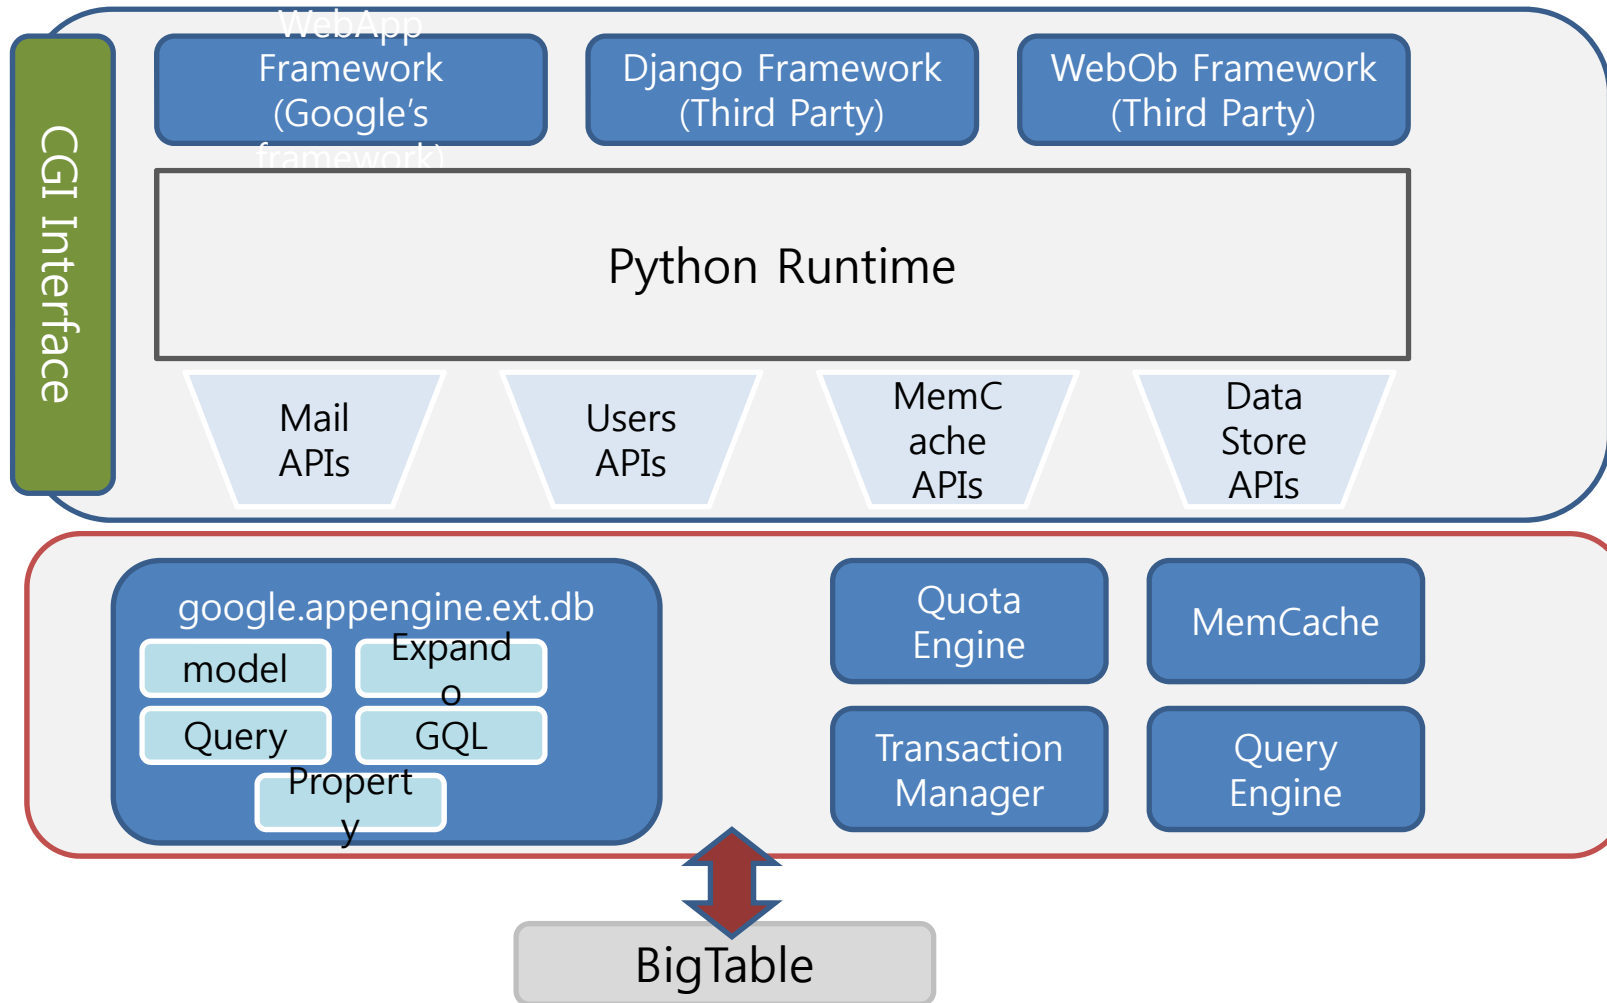 WebApp
Framework
(Google's
framework)
Django Framework
(Third Party)
WebOb Framework
(Third Party)
CGI Interface
Python Runtime
Mail
APIs
Users
APIs
MemC
ache
APIs
Data
Store
APIs
google.appengine.ext.db
model
Expand
o
Query
GQL
Propert
y
Quota
Engine
MemCache
Transaction
Manager
Query
Engine
BigTable